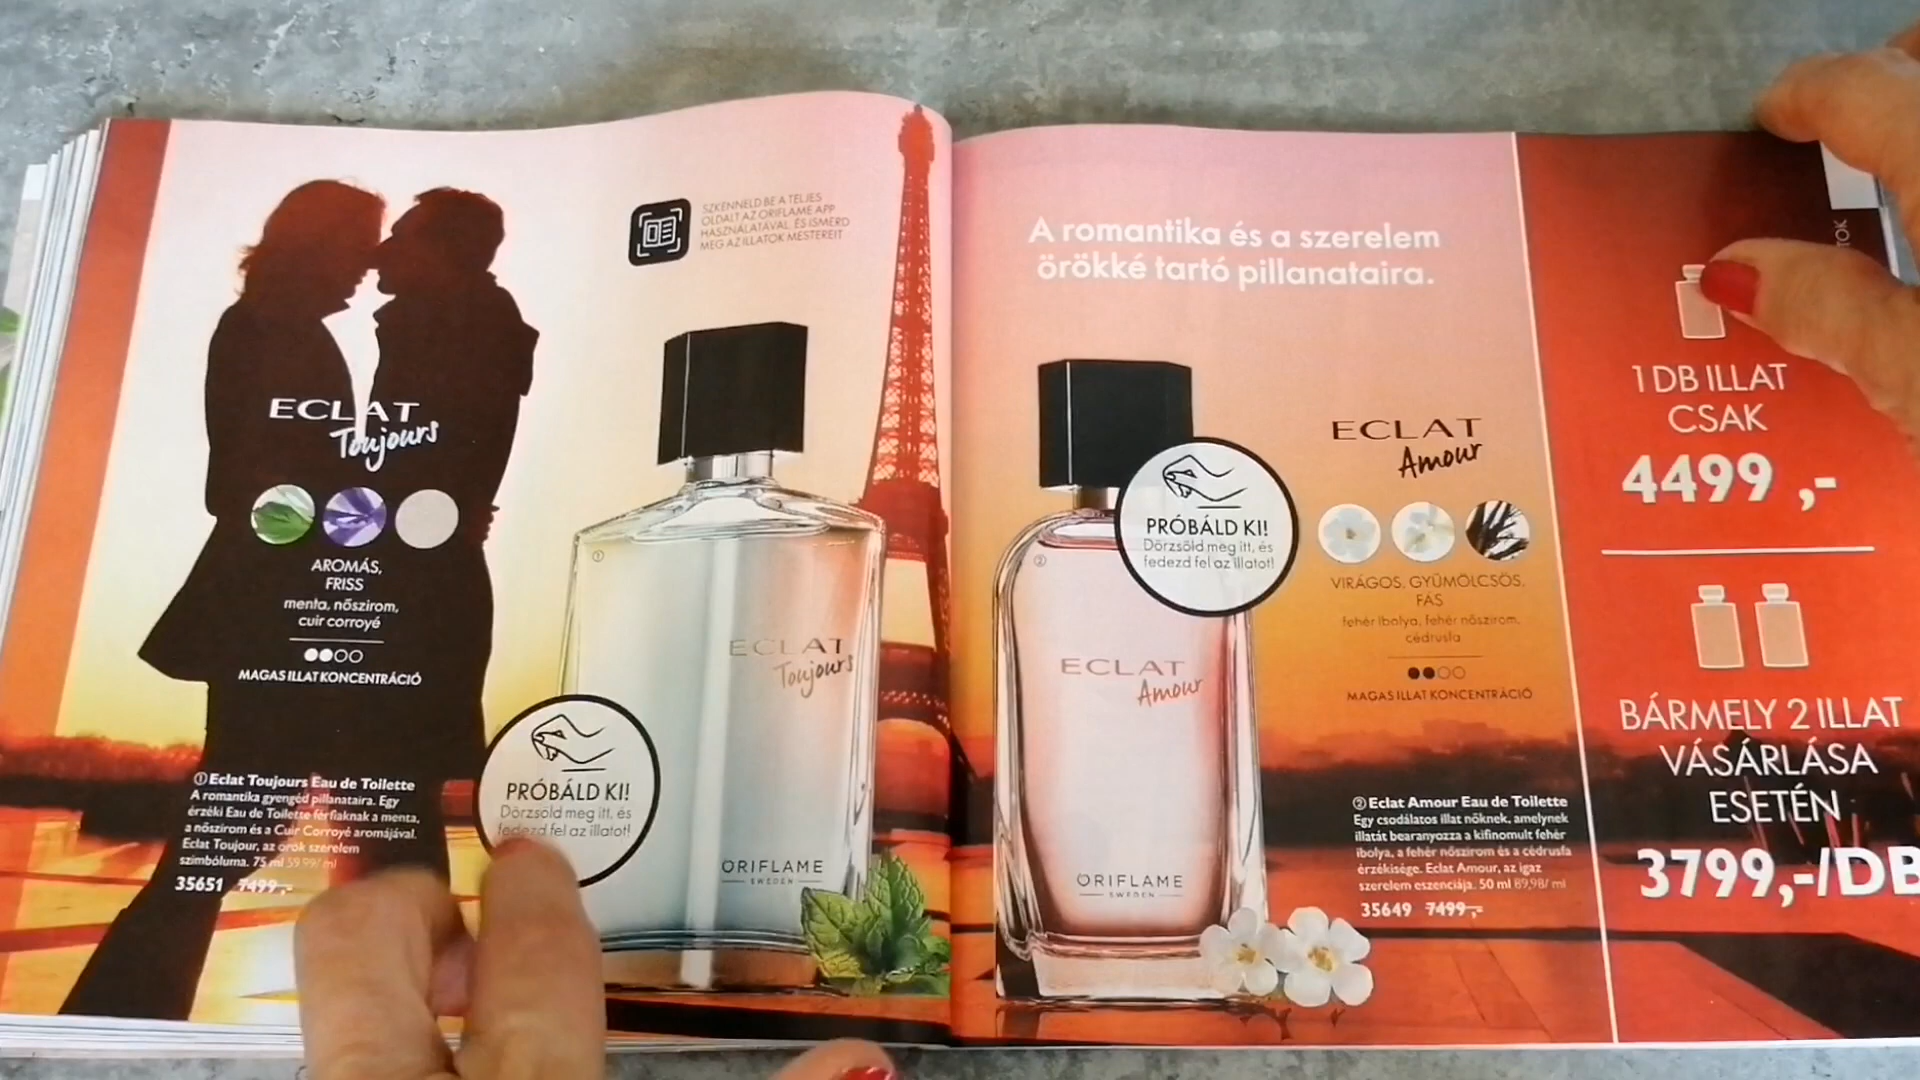 SZKENNELD BE A TELJES
OLDALT AZ ORIFLAME APP
HASZNÁLATÁVAL, ÉS ISMERD
MEG AZ ILLATOK MESTEREIT
ECLAT
Toujours
AROMÁS,
FRISS
menta, nőszirom,
cuir corroyé
MAGAS ILLAT KONCENTRÁCIÓ
① Eclat Toujours Eau de Toilette
A romantika gyengéd pillanataira. Egy
érzéki Eau de Toilette férfiaknak a menta,
a nőszirom és a Cuir Corroyé aromájával.
Eclat Toujour, az örök szerelem
szimbóluma. 75 ml 59,99/ ml
35651 7499,-
PRÓBÁLD KI!
Dörzsöld meg itt, és
fedezd fel az illatot!
①
ECLAT
Toujours
ORIFLAME
SWEDEN
A romantika és a szerelem
örökké tartó pillanataira.
②
PRÓBÁLD KI!
Dörzsöld meg itt, és
fedezd fel az illatot!
ECLAT
Amour
ORIFLAME
SWEDEN
ECLAT
Amour
VIRÁGOS, GYÜMÖLCSÖS,
FÁS
fehér ibolya, fehér nőszirom,
cédrusfa
MAGAS ILLAT KONCENTRÁCIÓ
② Eclat Amour Eau de Toilette
Egy csodálatos illat nőknek, amelynek
illatát bearanyozza a kifinomult fehér
ibolya, a fehér nőszirom és a cédrusfa
érzékisége. Eclat Amour, az igaz
szerelem eszenciája. 50 ml 89,98/ ml
35649 7499,-
1 DB ILLAT
CSAK
4499 ,-
BÁRMELY 2 ILLAT
VÁSÁRLÁSA
ESETÉN
3799,-/DB